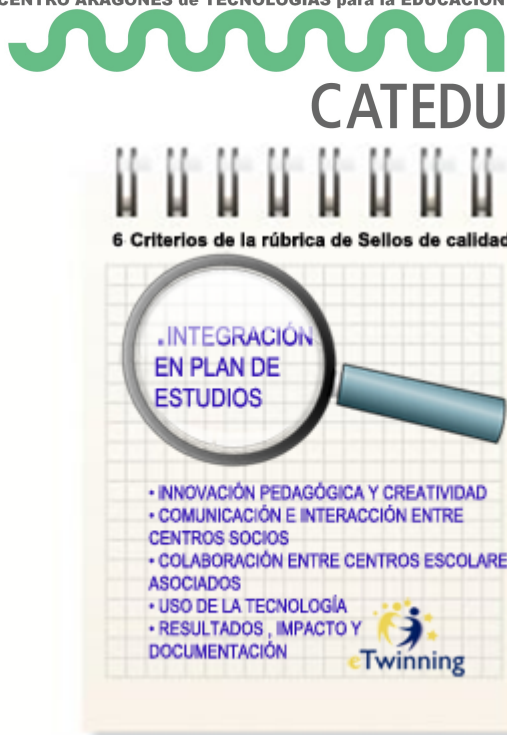 CENTRO ARAGONÉS de TECNOLOGÍAS para la EDUCACIÓN
CATEDU
6 Criterios de la rúbrica de Sellos de calidad
.INTEGRACIÓN
EN PLAN DE
ESTUDIOS
• INNOVACIÓN PEDAGÓGICA Y CREATIVIDAD
• COMUNICACIÓN E INTERACCIÓN ENTRE
CENTROS SOCIOS
• COLABORACIÓN ENTRE CENTROS ESCOLARE
ASOCIADOS
• USO DE LA TECNOLOGÍA
• RESULTADOS , IMPACTO Y
DOCUMENTACIÓN
eTwinning